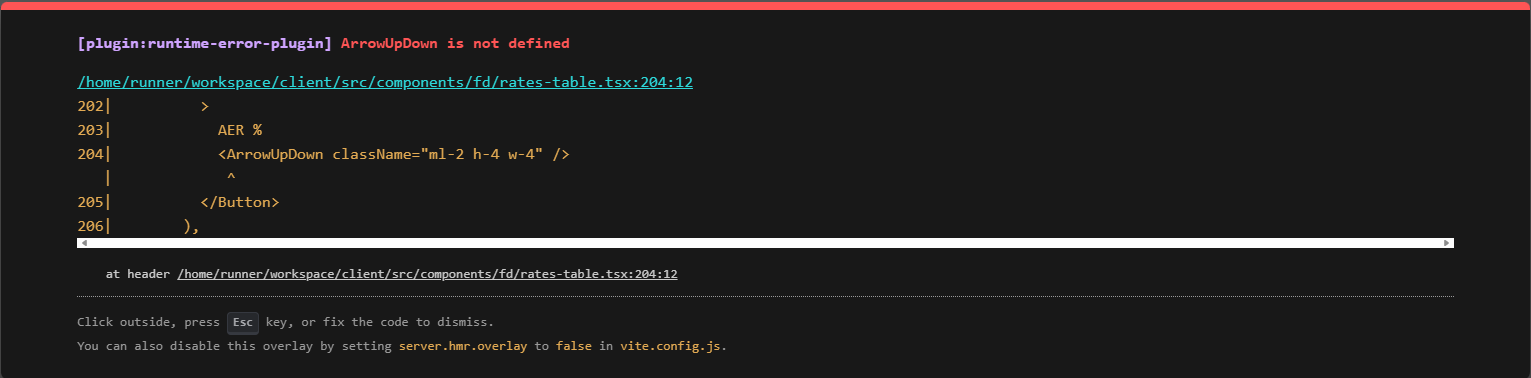 [plugin:runtime-error-plugin] ArrowUpDown is not defined
/home/runner/workspace/client/src/components/fd/rates-table.tsx:204:12
202|          >
203|            AER %
204|            <ArrowUpDown className="ml-2 h-4 w-4" />
   |             ^
205|          </Button>
206|        ),
at header /home/runner/workspace/client/src/components/fd/rates-table.tsx:204:12
Click outside, press Esc key, or fix the code to dismiss.
You can also disable this overlay by setting server.hmr.overlay to false in vite.config.js.